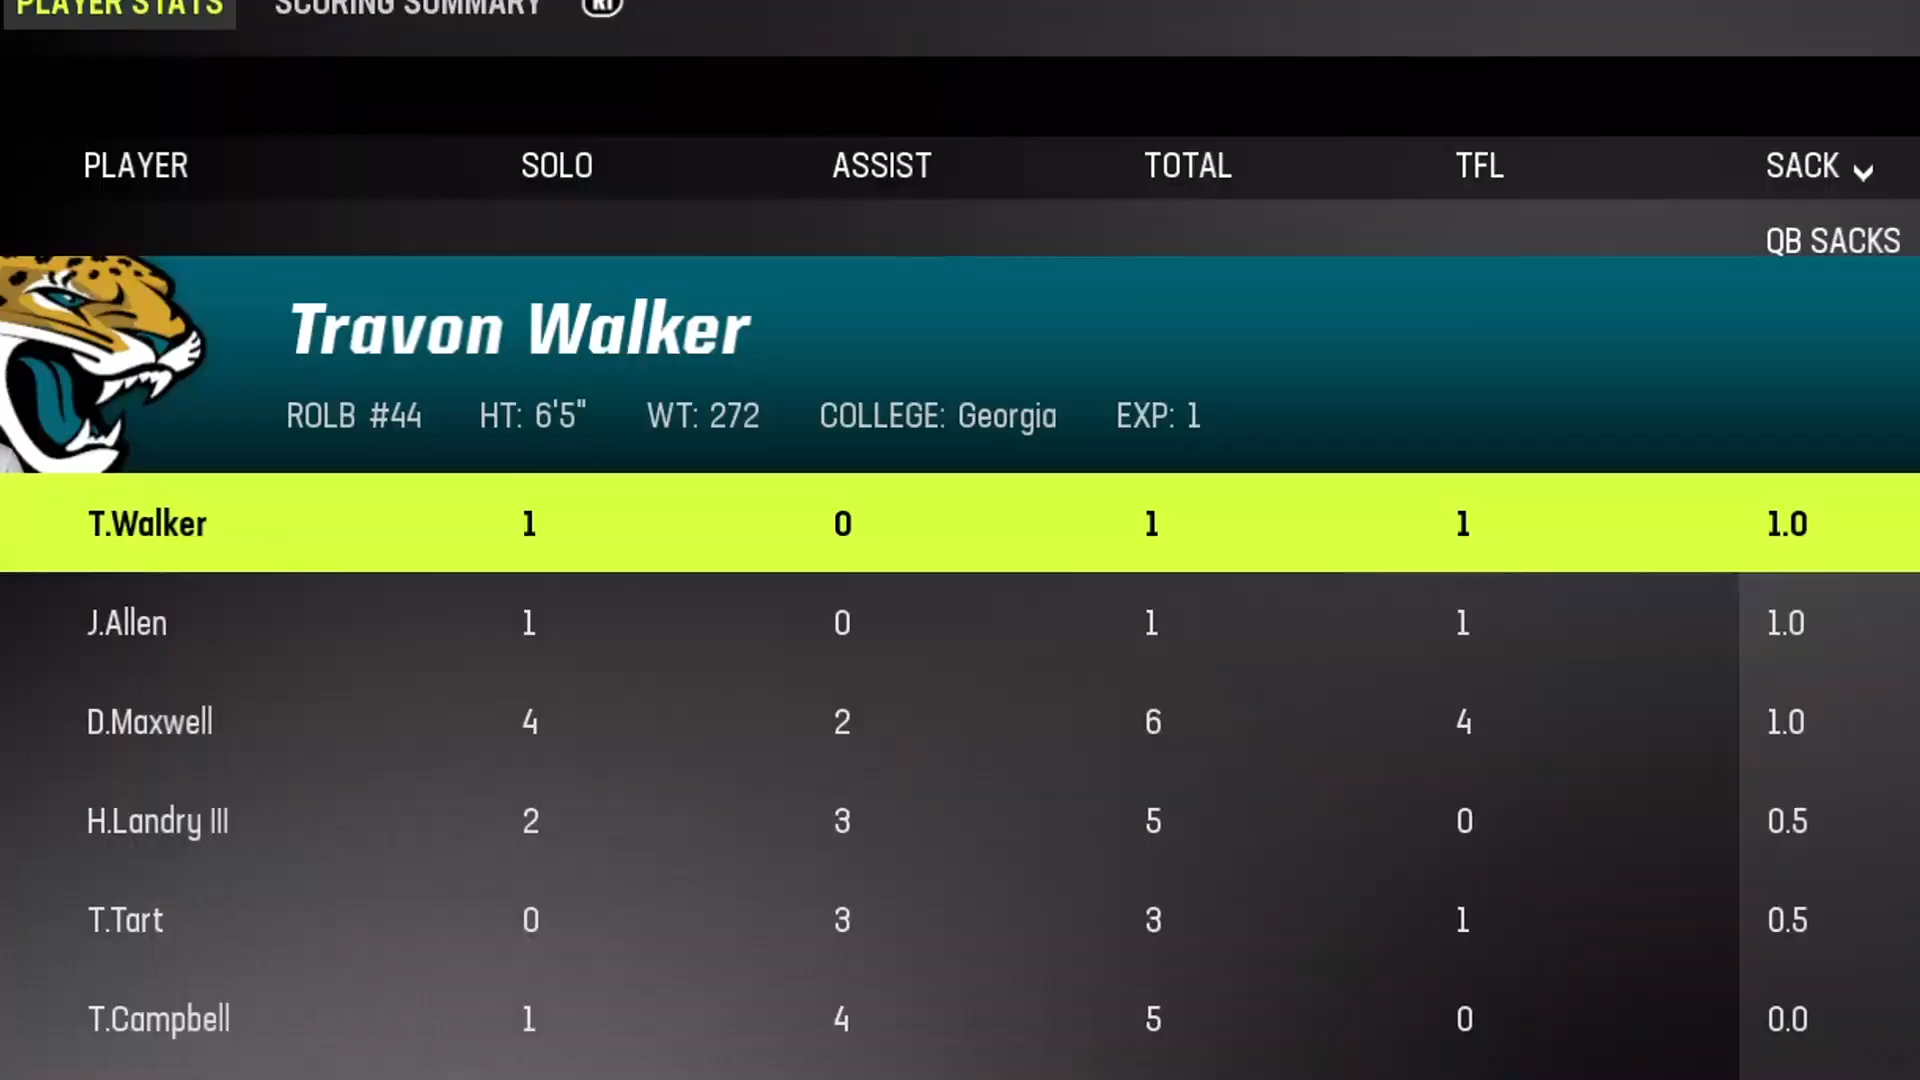 PLAYER STATS SCORING SUMMARY R1
PLAYER SOLO ASSIST TOTAL TFL SACK
QB SACKS
Travon Walker
ROLB #44 HT: 6'5" WT: 272 COLLEGE: Georgia EXP: 1
T.Walker 1 0 1 1 1.0
J.Allen 1 0 1 1 1.0
D.Maxwell 4 2 6 4 1.0
H.Landry III 2 3 5 0 0.5
T.Tart 0 3 3 1 0.5
T.Campbell 1 4 5 0 0.0